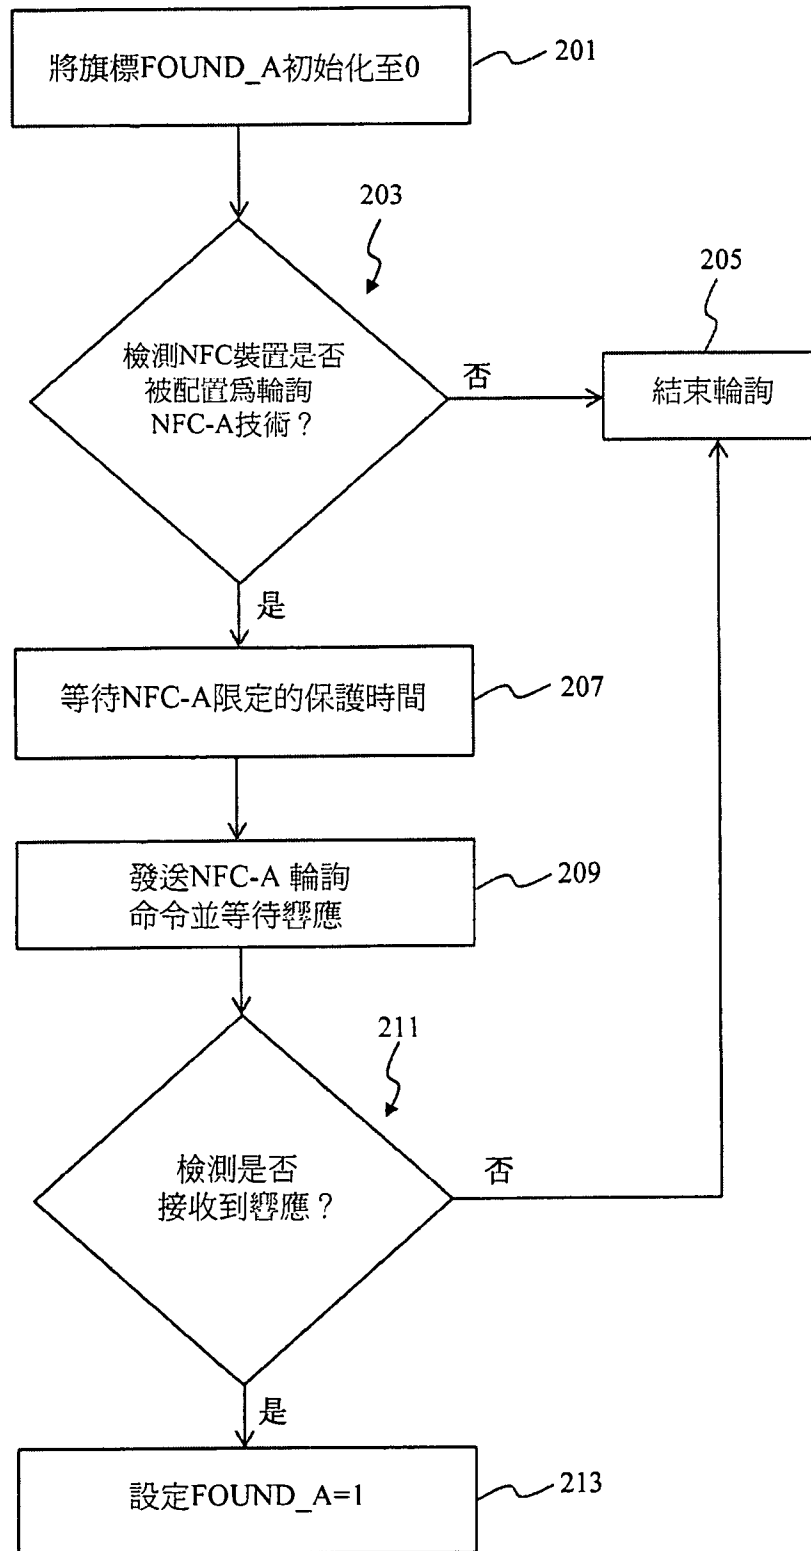 將旗標FOUND_A初始化至0
201
203
檢測NFC裝置是否
被配置爲輪詢
NFC-A技術？
否
205
結束輪詢
是
等待NFC-A限定的保護時間
207
發送NFC-A 輪詢
命令並等待響應
209
211
檢測是否
接收到響應？
否
是
設定FOUND_A=1
213